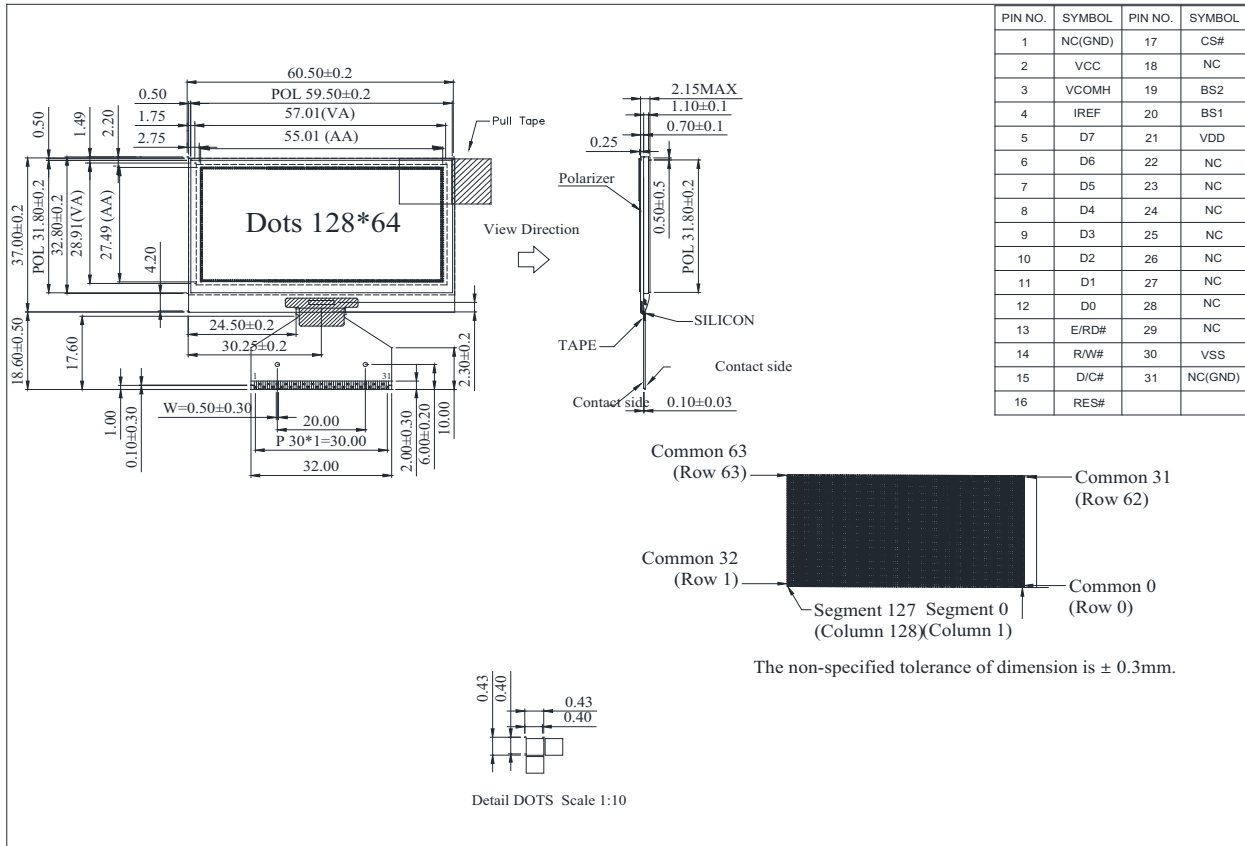 PIN NO. SYMBOL PIN NO. SYMBOL
1 NC(GND) 17 CS#
2 VCC 18 NC
3 VCOMH 19 BS2
4 IREF 20 BS1
5 D7 21 VDD
6 D6 22 NC
7 D5 23 NC
8 D4 24 NC
9 D3 25 NC
10 D2 26 NC
11 D1 27 NC
12 D0 28 NC
13 E/RD# 29 NC
14 R/W# 30 VSS
15 D/C# 31 NC(GND)
16 RES#
60.50±0.2
0.50 POL 59.50±0.2
1.75 57.01(VA)
2.75 55.01 (AA)
0.50
1.49
2.20
Pull Tape
37.00±0.2
POL 31.80±0.2
32.80±0.2
28.91(VA)
27.49 (AA)
4.20
Dots 128*64
View Direction
18.60±0.50
17.60
24.50±0.2
30.25±0.2
2.30±0.2
1 31
1.00
0.10±0.30
W=0.50±0.30
20.00
P 30*1=30.00
32.00
2.00±0.30
6.00±0.20
10.00
2.15MAX
1.10±0.1
0.70±0.1
0.25
Polarizer
0.50±0.5
POL 31.80±0.2
SILICON
TAPE
Contact side
Contact side
0.10±0.03
Common 63
(Row 63)
Common 31
(Row 62)
Common 32
(Row 1)
Common 0
(Row 0)
Segment 127 Segment 0
(Column 128)(Column 1)
The non-specified tolerance of dimension is ± 0.3mm.
0.43
0.40
0.43
0.40
Detail DOTS Scale 1:10